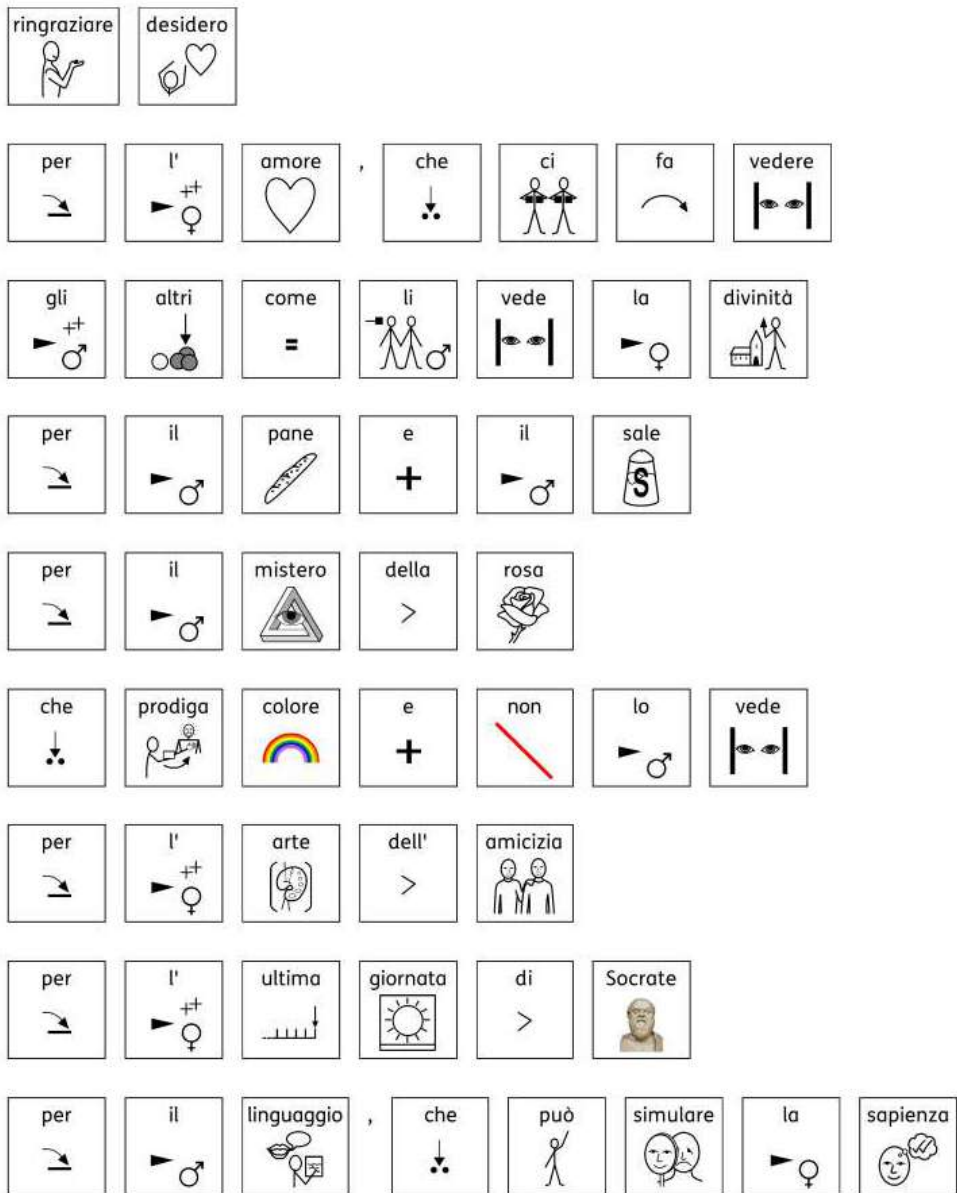 ringraziare desidero
per l' amore , che ci fa vedere
gli altri come li vede la divinità
per il pane e il sale
per il mistero della rosa
che prodiga colore e non lo vede
per l' arte dell' amicizia
per l' ultima giornata di Socrate
per il linguaggio , che può simulare la sapienza